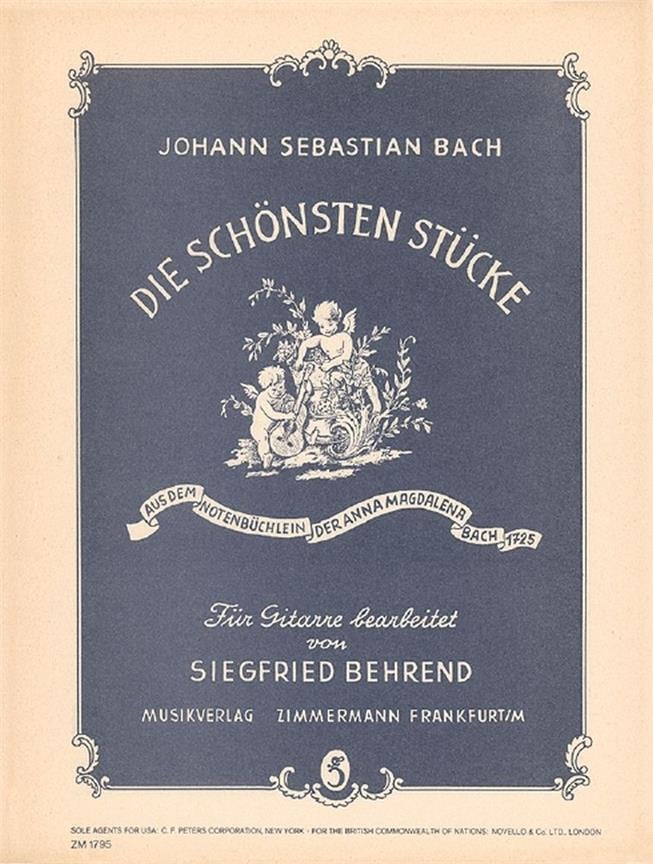 JOHANN SEBASTIAN BACH
DIE SCHÖNSTEN STÜCKE
AUS DEM NOTENBÜCHLEIN DER ANNA MAGDALENA BACH 1725
Für Gitarre bearbeitet
von
SIEGFRIED BEHREND
MUSIKVERLAG ZIMMERMANN FRANKFURT/M
SOLE AGENTS FOR USA: C. F. PETERS CORPORATION, NEW YORK · FOR THE BRITISH COMMONWEALTH OF NATIONS: NOVELLO & Co. LTD., LONDON
ZM 1795